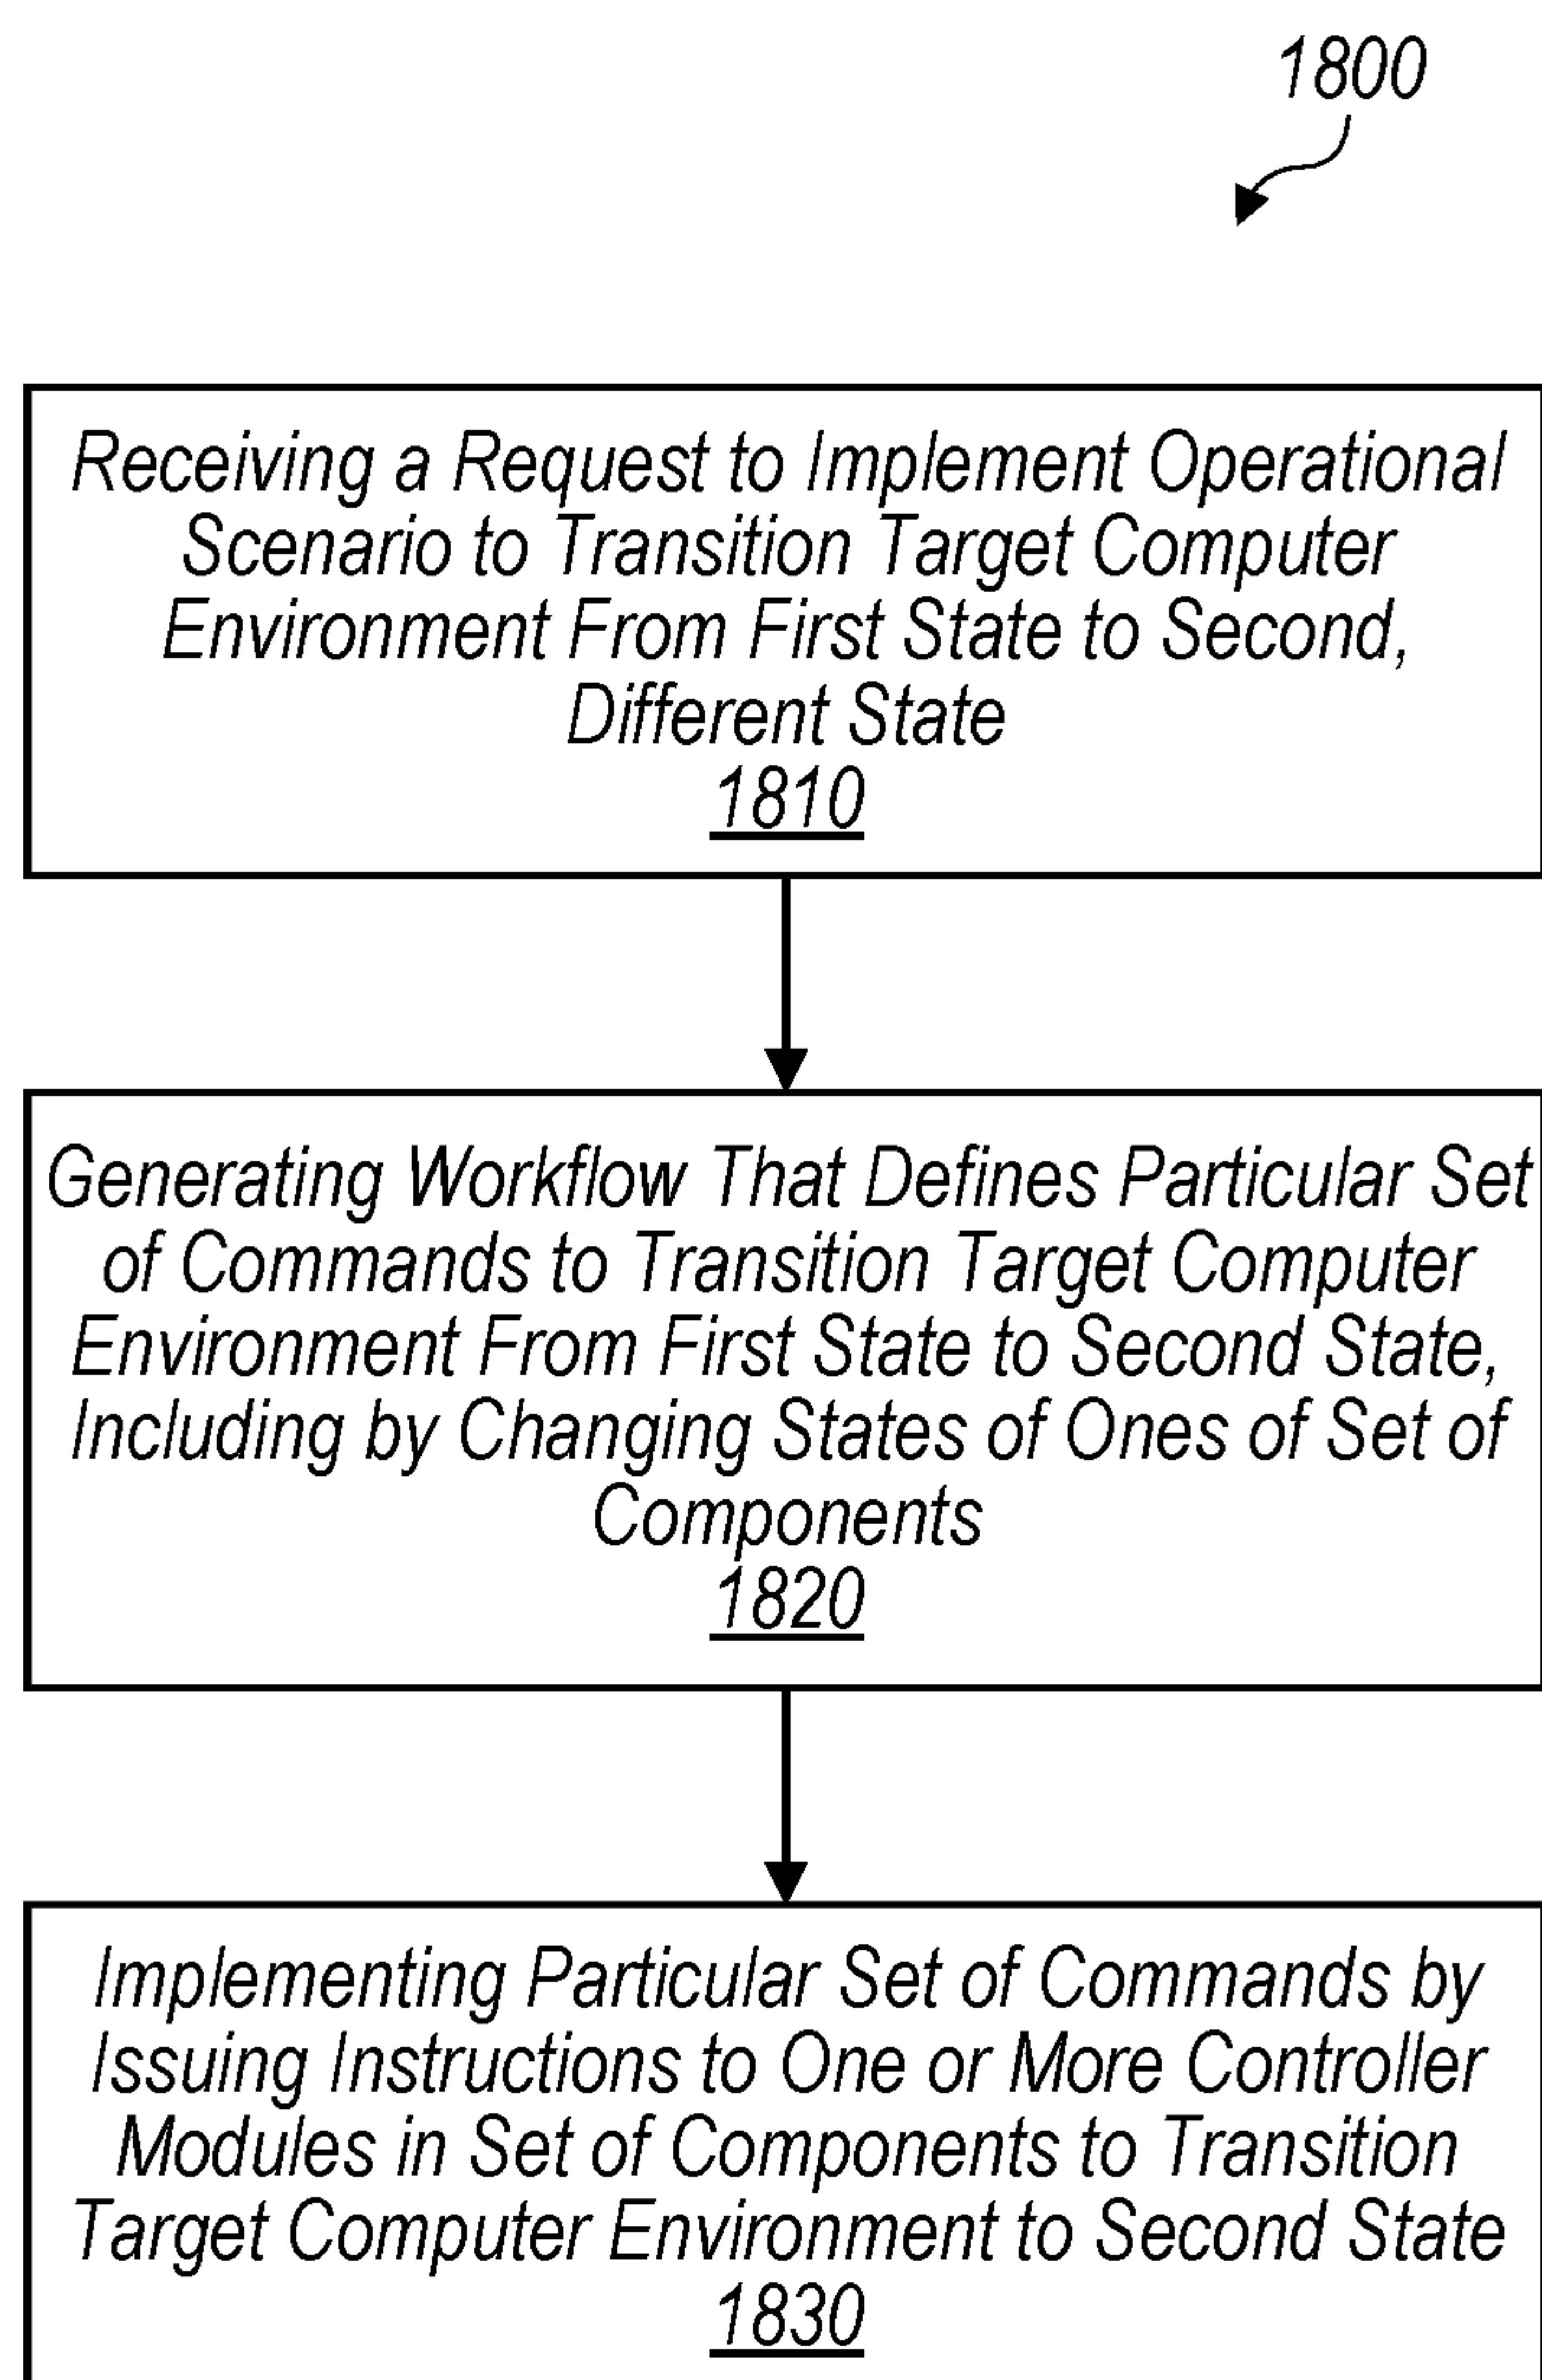 1800
Receiving a Request to Implement Operational
Scenario to Transition Target Computer
Environment From First State to Second,
Different State
1810
Generating Workflow That Defines Particular Set
of Commands to Transition Target Computer
Environment From First State to Second State,
Including by Changing States of Ones of Set of
Components
1820
Implementing Particular Set of Commands by
Issuing Instructions to One or More Controller
Modules in Set of Components to Transition
Target Computer Environment to Second State
1830